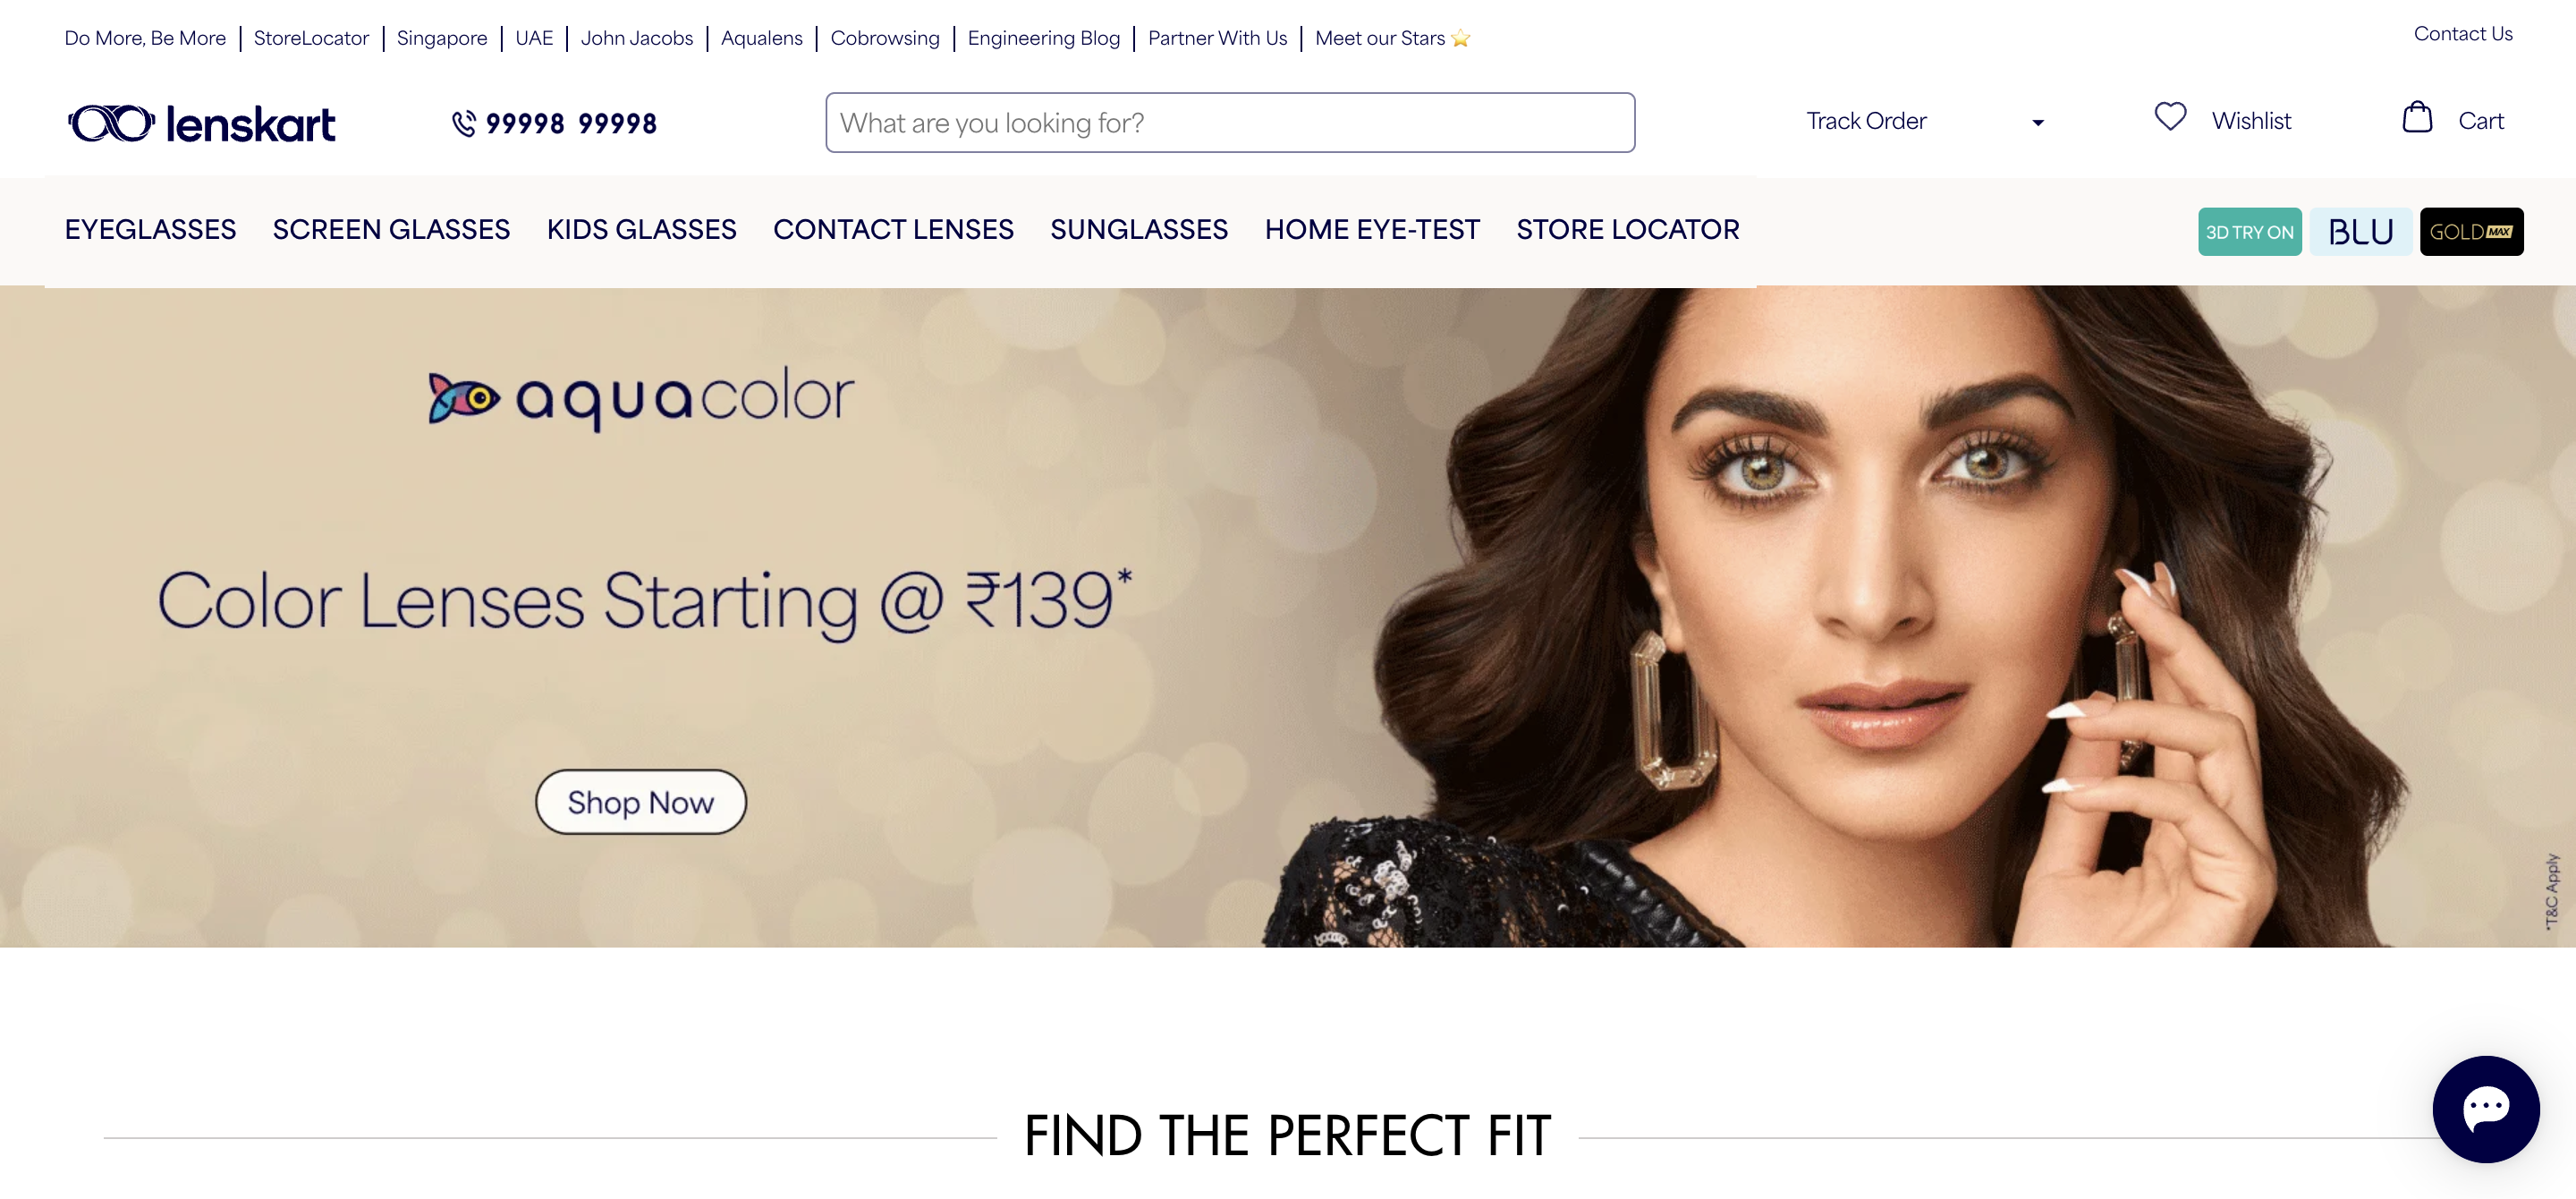 Do More, Be More | StoreLocator | Singapore | UAE | John Jacobs | Aqualens | Cobrowsing | Engineering Blog | Partner With Us | Meet our Stars ⭐
Contact Us
lenskart
99998 99998
What are you looking for?
Track Order
Wishlist
Cart
EYEGLASSES SCREEN GLASSES KIDS GLASSES CONTACT LENSES SUNGLASSES HOME EYE-TEST STORE LOCATOR
3D TRY ON
BLU
GOLD MAX
aquacolor
Color Lenses Starting @ ₹139*
Shop Now
*T&C Apply
FIND THE PERFECT FIT